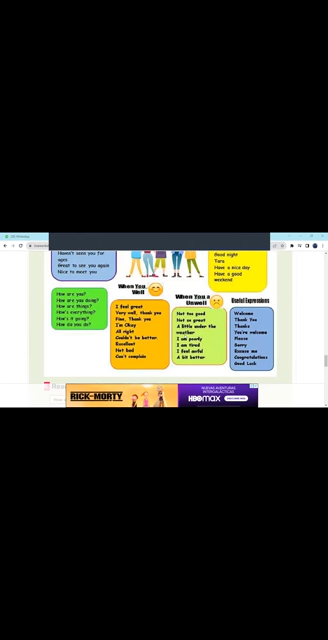 Haven't seen you for
ages
Great to see you again
Nice to meet you
Good night
Tara
Have a nice day
Have a good
weekend
How are you?
How are you doing?
How are things?
How's everything?
How's it going?
How do you do?
When You
Well
I feel great
Very well, thank you
Fine, Thank you
I'm Okay
All right
Couldn't be better
Excellent
Not bad
Can't complain
When You a
Unwell
Not too good
Not so great
A little under the
weather
I am poorly
I am tired
I feel awful
A bit better
Useful Expressions
Welcome
Thank You
Thanks
You're welcome
Please
Sorry
Excuse me
Congratulations
Good Luck
RICK AND MORTY
NUEVAS AVENTURAS
INTERGALÁCTICAS
HBOmax